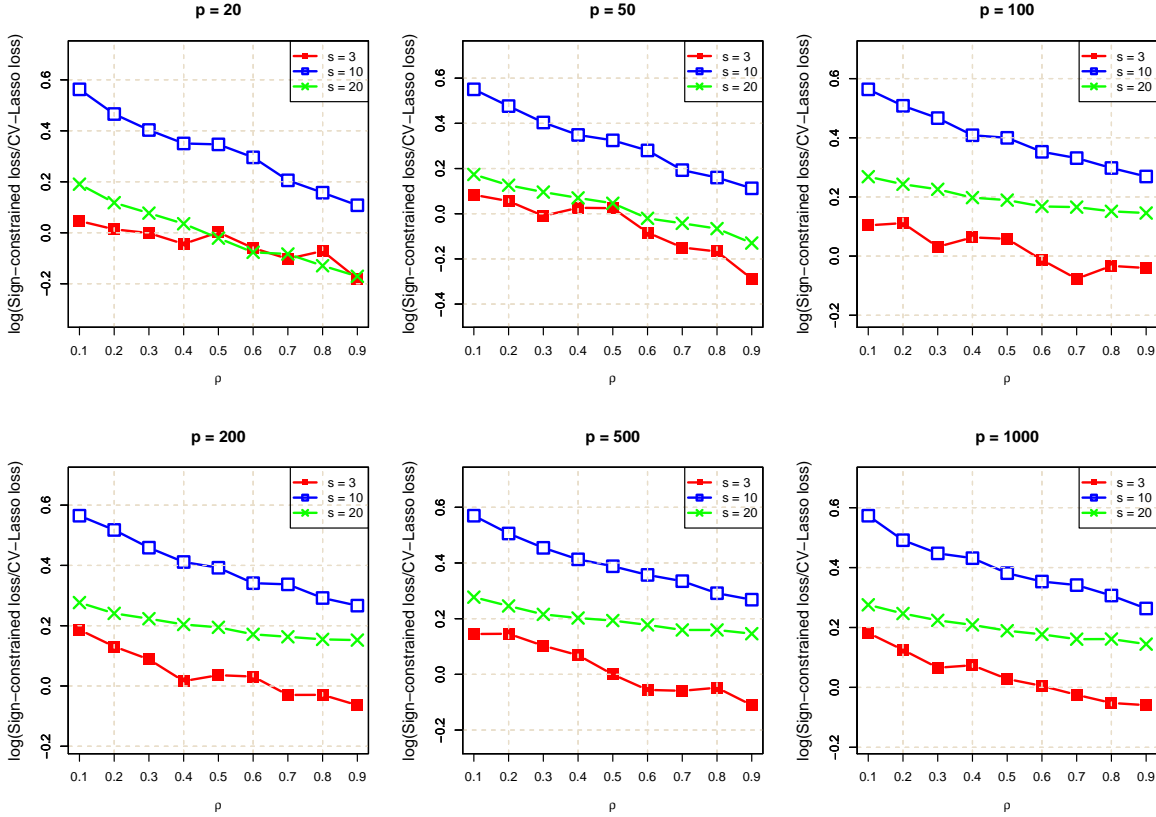 p = 20
log(Sign−constrained loss/CV−Lasso loss)
0.6
0.4
0.2
0.0
−0.2
s = 3
s = 10
s = 20
0.1 0.2 0.3 0.4 0.5 0.6 0.7 0.8 0.9
ρ
p = 50
log(Sign−constrained loss/CV−Lasso loss)
0.6
0.4
0.2
0.0
−0.2
−0.4
s = 3
s = 10
s = 20
0.1 0.2 0.3 0.4 0.5 0.6 0.7 0.8 0.9
ρ
p = 100
log(Sign−constrained loss/CV−Lasso loss)
0.6
0.4
0.2
0.0
−0.2
s = 3
s = 10
s = 20
0.1 0.2 0.3 0.4 0.5 0.6 0.7 0.8 0.9
ρ
p = 200
log(Sign−constrained loss/CV−Lasso loss)
0.6
0.4
0.2
0.0
−0.2
s = 3
s = 10
s = 20
0.1 0.2 0.3 0.4 0.5 0.6 0.7 0.8 0.9
ρ
p = 500
log(Sign−constrained loss/CV−Lasso loss)
0.6
0.4
0.2
0.0
−0.2
s = 3
s = 10
s = 20
0.1 0.2 0.3 0.4 0.5 0.6 0.7 0.8 0.9
ρ
p = 1000
log(Sign−constrained loss/CV−Lasso loss)
0.6
0.4
0.2
0.0
−0.2
s = 3
s = 10
s = 20
0.1 0.2 0.3 0.4 0.5 0.6 0.7 0.8 0.9
ρ